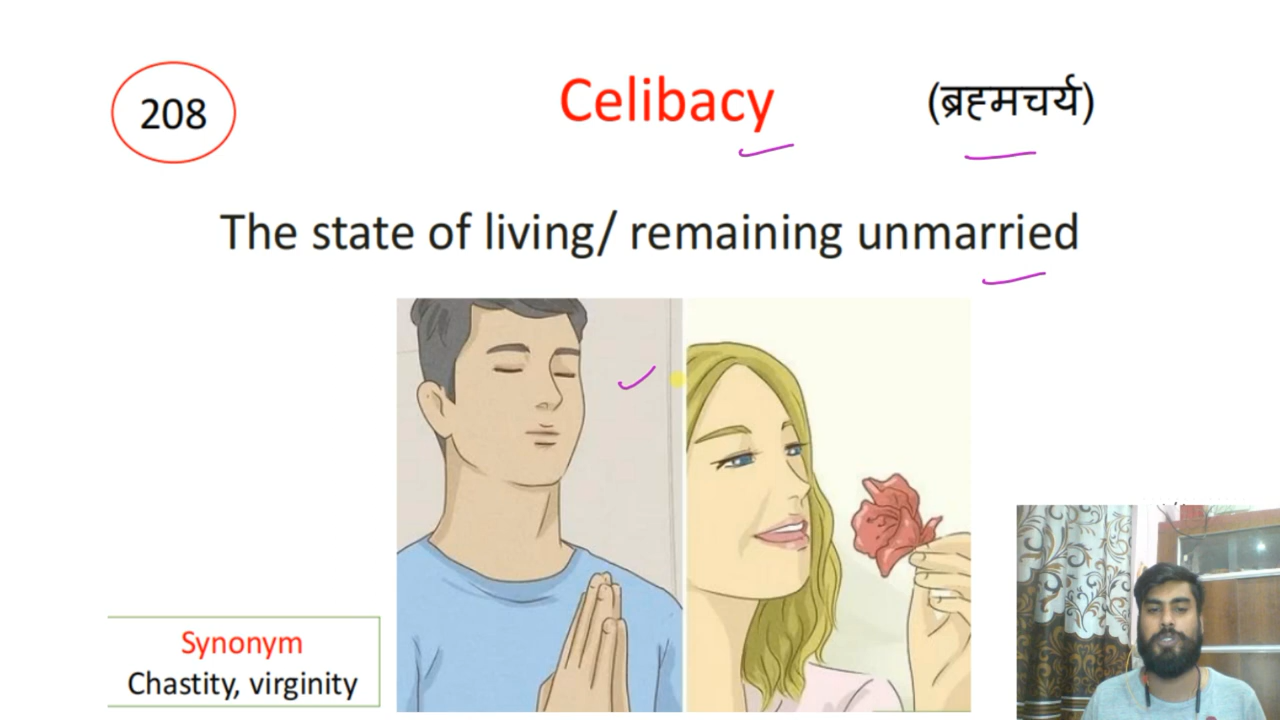 208
Celibacy
(ब्रह्मचर्य)
The state of living/ remaining unmarried
Synonym
Chastity, virginity